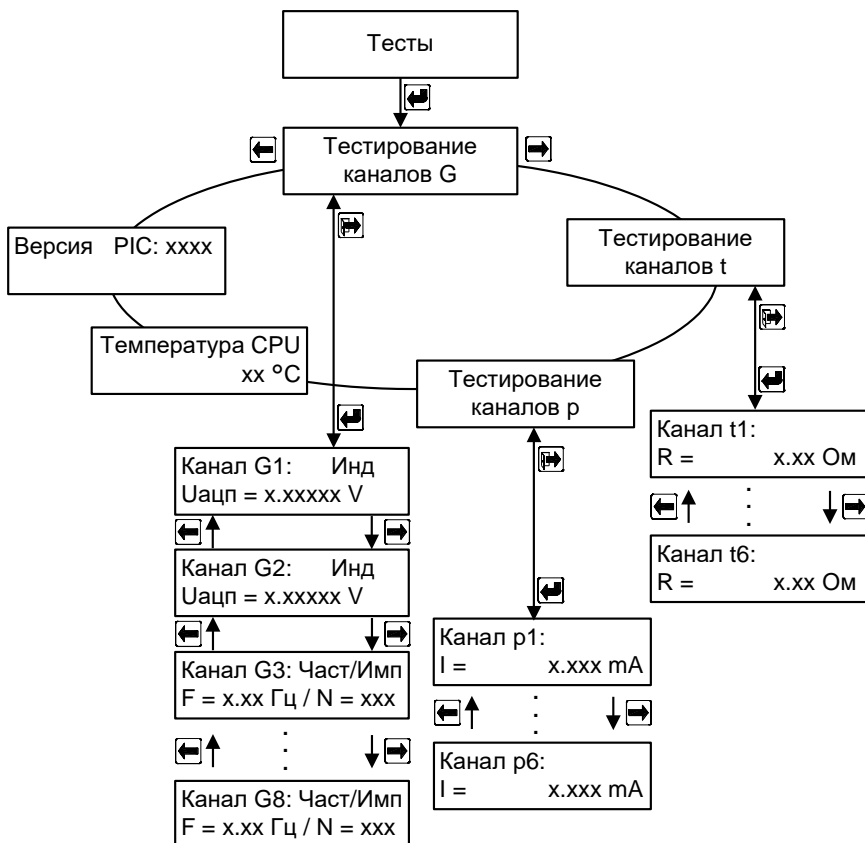 Тесты
Тестирование
каналов G
Версия PIC: xxxx
Тестирование
каналов t
Температура CPU
xx °C
Тестирование
каналов p
Канал G1: Инд
Uацп = x.xxxxx V
Канал G2: Инд
Uацп = x.xxxxx V
Канал G3: Част/Имп
F = x.xx Гц / N = xxx
Канал G8: Част/Имп
F = x.xx Гц / N = xxx
Канал p1:
I = x.xxx mA
Канал p6:
I = x.xxx mA
Канал t1:
R = x.xx Ом
Канал t6:
R = x.xx Ом